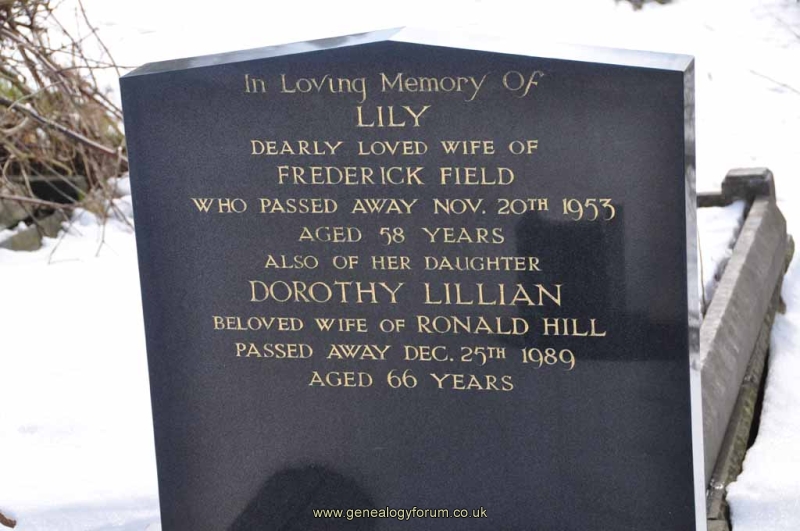 In Loving Memory Of
LILY
DEARLY LOVED WIFE OF
FREDERICK FIELD
WHO PASSED AWAY NOV. 20TH 1953
AGED 58 YEARS
ALSO OF HER DAUGHTER
DOROTHY LILLIAN
BELOVED WIFE OF RONALD HILL
PASSED AWAY DEC. 25TH 1989
AGED 66 YEARS
www.genealogyforum.co.uk